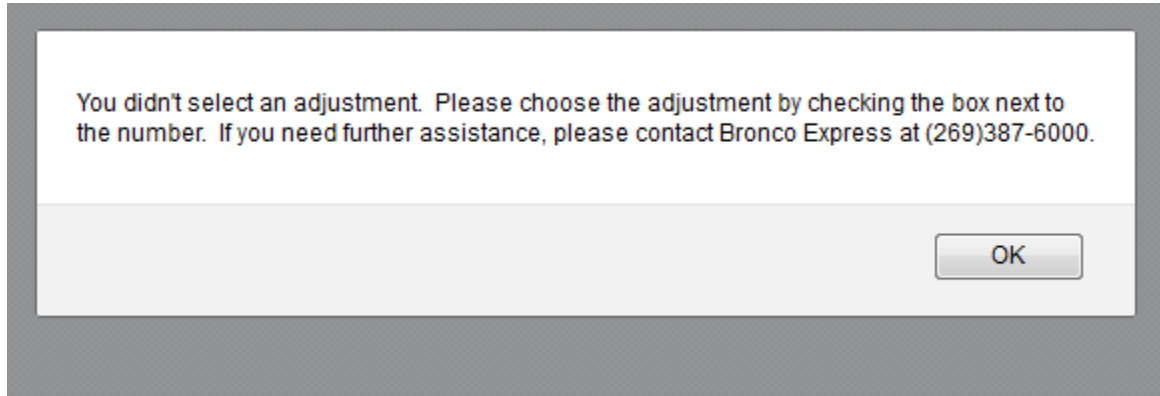 You didn't select an adjustment.  Please choose the adjustment by checking the box next to
the number.  If you need further assistance, please contact Bronco Express at (269)387-6000.
OK